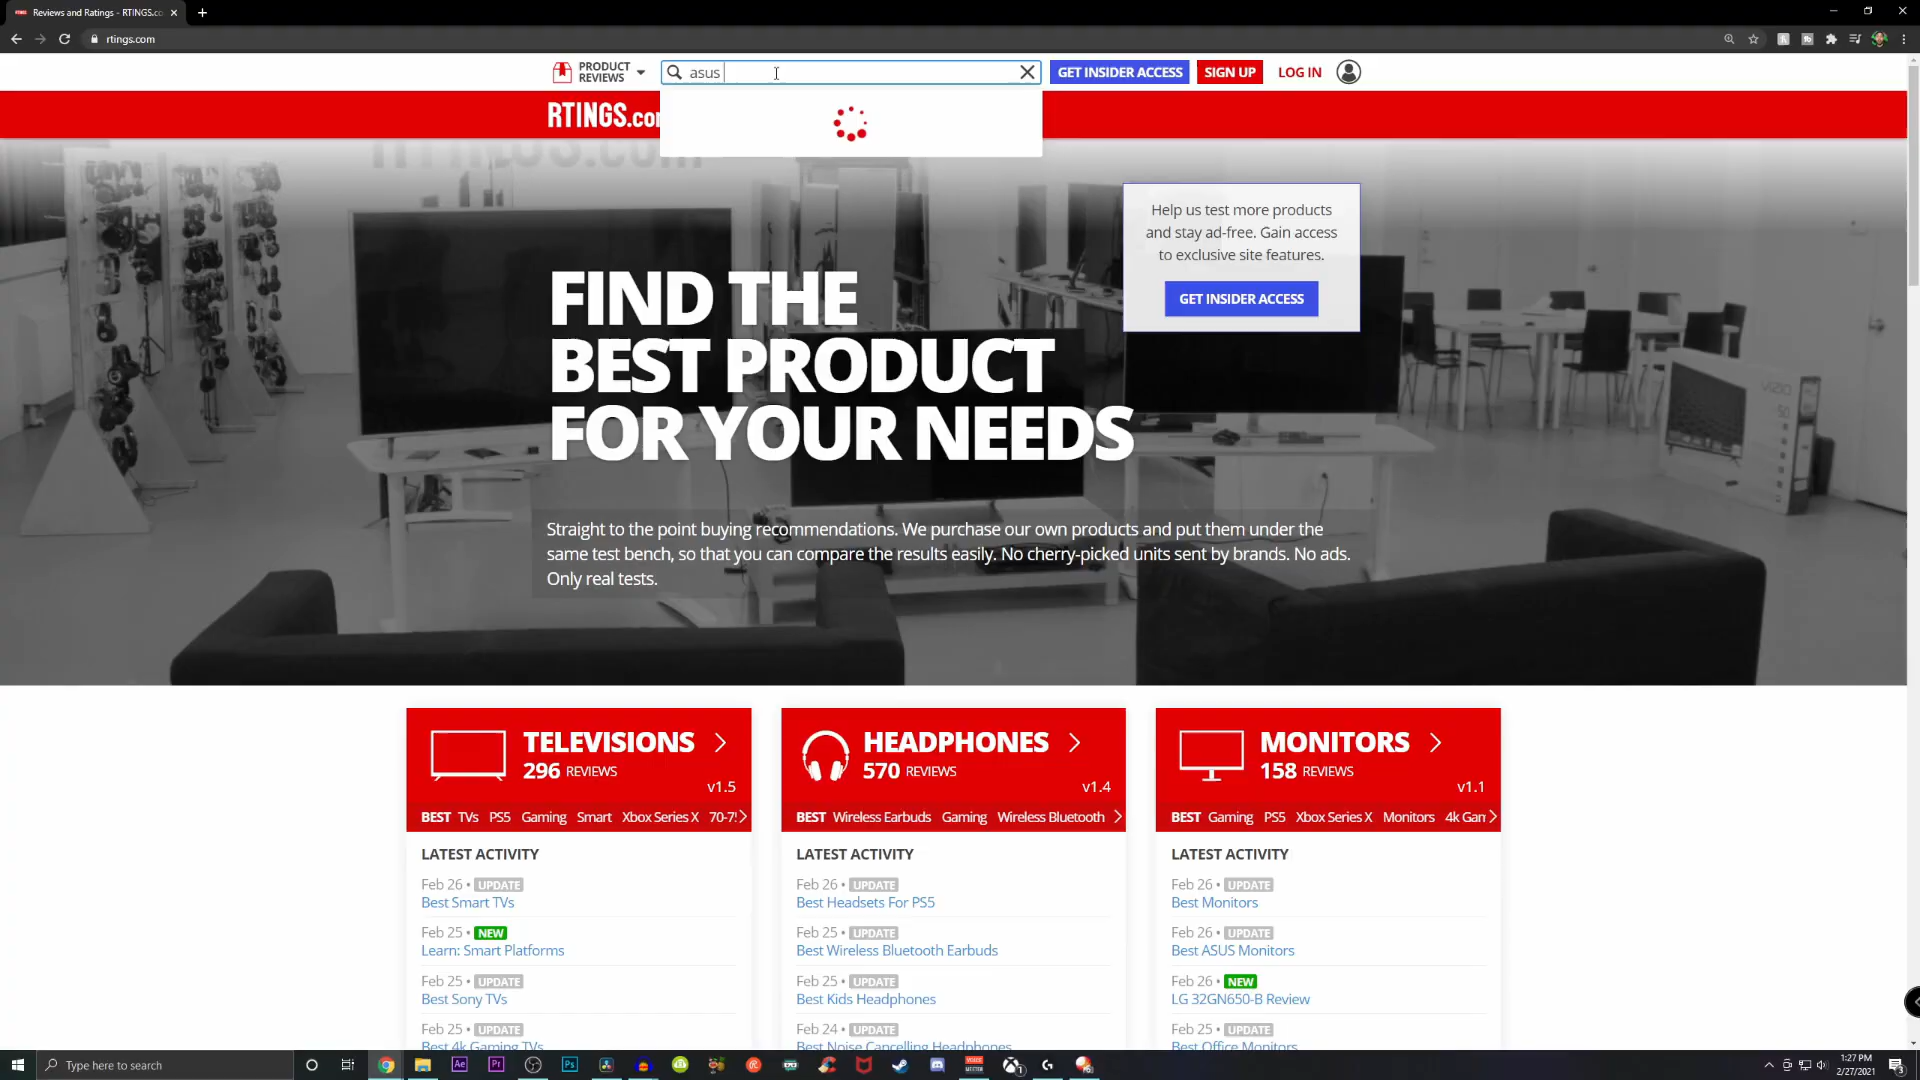 Reviews and Ratings - RTINGS.co
rtings.com
PRODUCT
REVIEWS
asus
GET INSIDER ACCESS
SIGN UP
LOG IN
RTINGS.co
RTINGS.com
Help us test more products
and stay ad-free. Gain access
to exclusive site features.
GET INSIDER ACCESS
FIND THE
BEST PRODUCT
FOR YOUR NEEDS
VIZIO
Straight to the point buying recommendations. We purchase our own products and put them under the
same test bench, so that you can compare the results easily. No cherry-picked units sent by brands. No ads.
Only real tests.
TELEVISIONS
296 REVIEWS
v1.5
BEST TVs PS5 Gaming Smart Xbox Series X 70-7
LATEST ACTIVITY
Feb 26 • UPDATE
Best Smart TVs
Feb 25 • NEW
Learn: Smart Platforms
Feb 25 • UPDATE
Best Sony TVs
Feb 25 • UPDATE
Best 4k Gaming TVs
HEADPHONES
570 REVIEWS
v1.4
BEST Wireless Earbuds Gaming Wireless Bluetooth
LATEST ACTIVITY
Feb 26 • UPDATE
Best Headsets For PS5
Feb 25 • UPDATE
Best Wireless Bluetooth Earbuds
Feb 25 • UPDATE
Best Kids Headphones
Feb 24 • UPDATE
Best Noise Cancelling Headphones
MONITORS
158 REVIEWS
v1.1
BEST Gaming PS5 Xbox Series X Monitors 4k Gan
LATEST ACTIVITY
Feb 26 • UPDATE
Best Monitors
Feb 26 • UPDATE
Best ASUS Monitors
Feb 26 • NEW
LG 32GN650-B Review
Feb 25 • UPDATE
Best Office Monitors
Type here to search
Ae
Pr
Ps
1:27 PM
2/27/2021